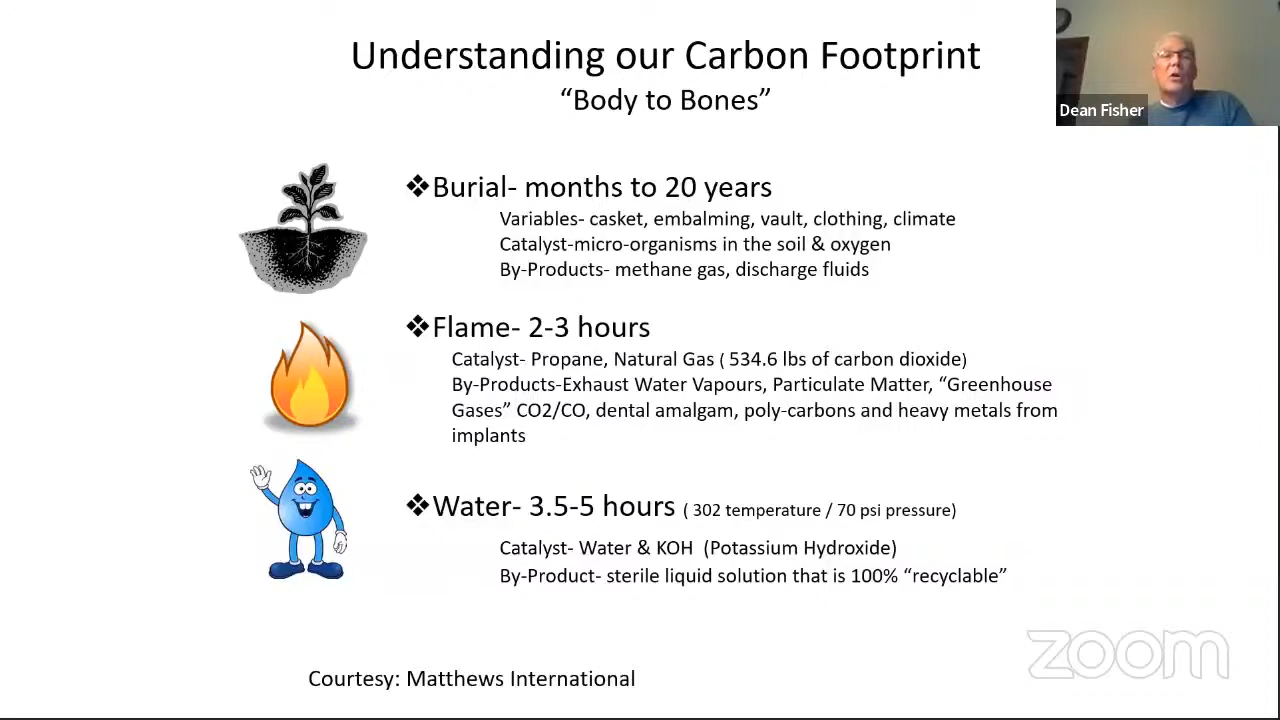 Understanding our Carbon Footprint
“Body to Bones”
Dean Fisher
❖Burial- months to 20 years
Variables- casket, embalming, vault, clothing, climate
Catalyst-micro-organisms in the soil & oxygen
By-Products- methane gas, discharge fluids
❖Flame- 2-3 hours
Catalyst- Propane, Natural Gas ( 534.6 lbs of carbon dioxide)
By-Products-Exhaust Water Vapours, Particulate Matter, “Greenhouse
Gases” CO2/CO, dental amalgam, poly-carbons and heavy metals from
implants
❖Water- 3.5-5 hours ( 302 temperature / 70 psi pressure)
Catalyst- Water & KOH  (Potassium Hydroxide)
By-Product- sterile liquid solution that is 100% “recyclable”
zoom
Courtesy: Matthews International